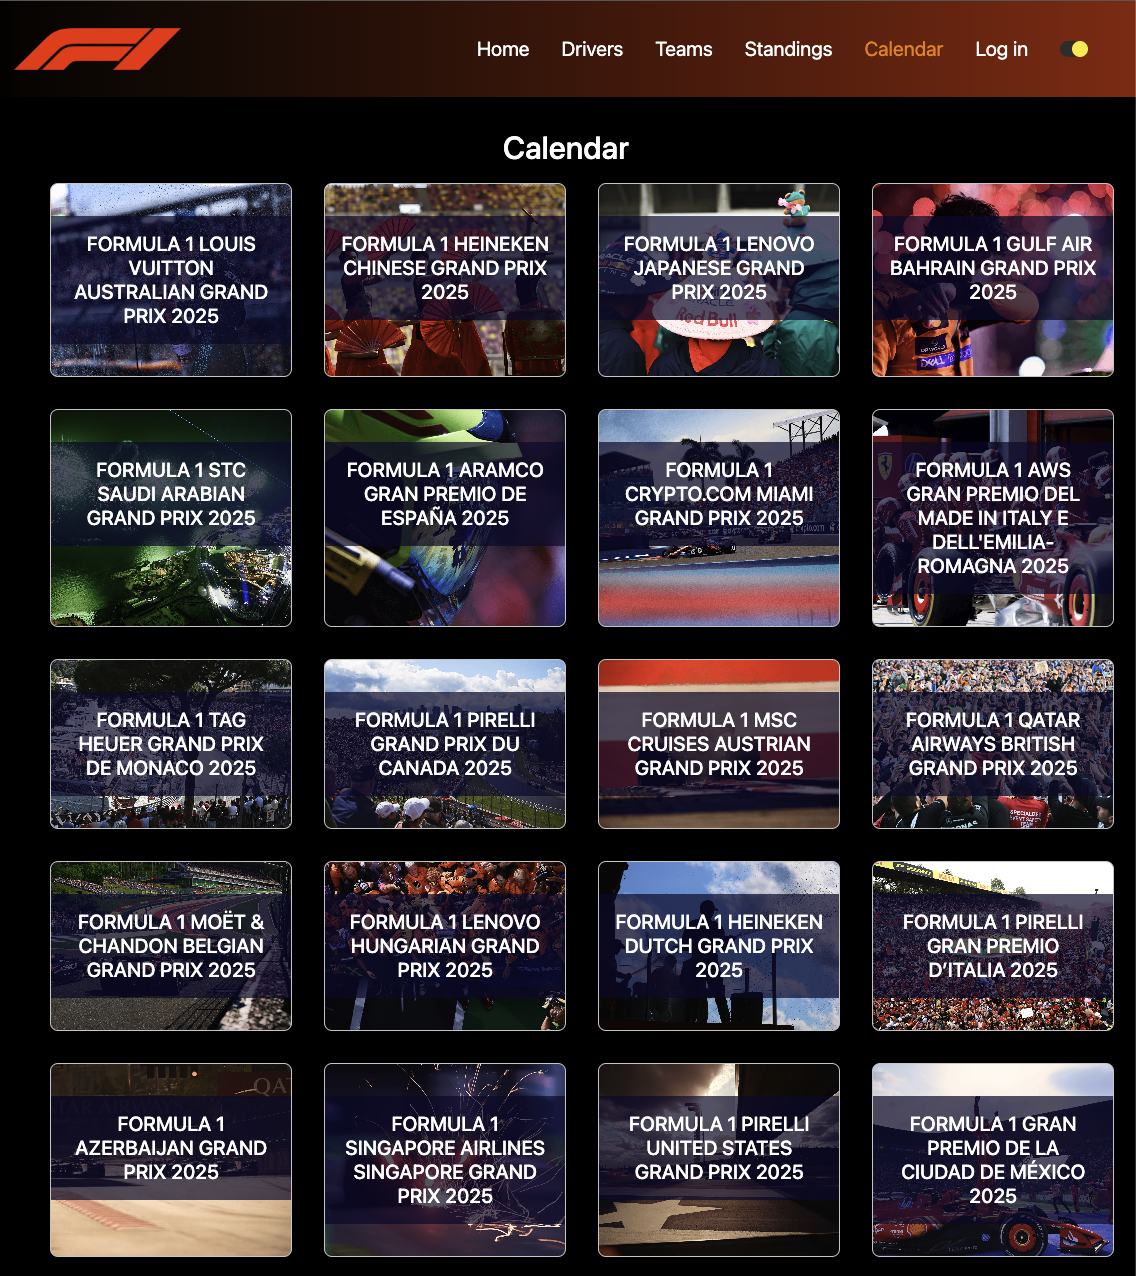 Home Drivers Teams Standings Calendar Log in
Calendar
FORMULA 1 LOUIS
VUITTON
AUSTRALIAN GRAND
PRIX 2025
FORMULA 1 HEINEKEN
CHINESE GRAND PRIX
2025
FORMULA 1 LENOVO
JAPANESE GRAND
PRIX 2025
Red Bull
FORMULA 1 GULF AIR
BAHRAIN GRAND PRIX
2025
DELL
FORMULA 1 STC
SAUDI ARABIAN
GRAND PRIX 2025
FORMULA 1 ARAMCO
GRAN PREMIO DE
ESPAÑA 2025
FORMULA 1
CRYPTO.COM MIAMI
GRAND PRIX 2025
FORMULA 1 AWS
GRAN PREMIO DEL
MADE IN ITALY E
DELL'EMILIA-
ROMAGNA 2025
FORMULA 1 TAG
HEUER GRAND PRIX
DE MONACO 2025
FORMULA 1 PIRELLI
GRAND PRIX DU
CANADA 2025
FORMULA 1 MSC
CRUISES AUSTRIAN
GRAND PRIX 2025
FORMULA 1 QATAR
AIRWAYS BRITISH
GRAND PRIX 2025
FORMULA 1 MOËT &
CHANDON BELGIAN
GRAND PRIX 2025
FORMULA 1 LENOVO
HUNGARIAN GRAND
PRIX 2025
FORMULA 1 HEINEKEN
DUTCH GRAND PRIX
2025
FORMULA 1 PIRELLI
GRAN PREMIO
D’ITALIA 2025
FORMULA 1
AZERBAIJAN GRAND
PRIX 2025
FORMULA 1
SINGAPORE AIRLINES
SINGAPORE GRAND
PRIX 2025
FORMULA 1 PIRELLI
UNITED STATES
GRAND PRIX 2025
FORMULA 1 GRAN
PREMIO DE LA
CIUDAD DE MÉXICO
2025